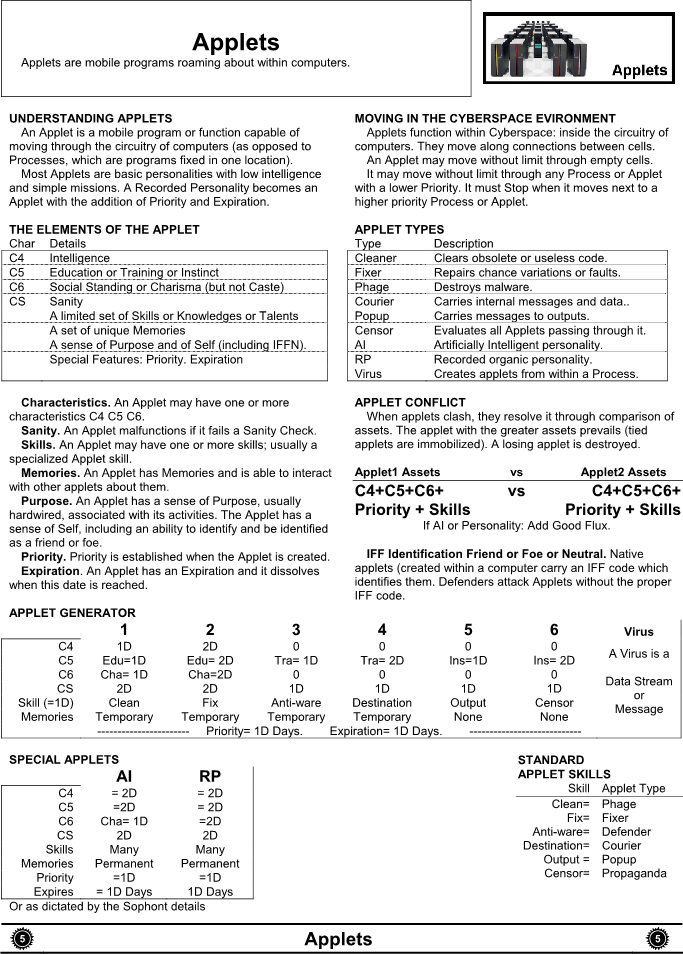 Applets
Applets are mobile programs roaming about within computers.
Applets
UNDERSTANDING APPLETS
An Applet is a mobile program or function capable of
moving through the circuitry of computers (as opposed to
Processes, which are programs fixed in one location).
Most Applets are basic personalities with low intelligence
and simple missions. A Recorded Personality becomes an
Applet with the addition of Priority and Expiration.
THE ELEMENTS OF THE APPLET
Char Details
C4 Intelligence
C5 Education or Training or Instinct
C6 Social Standing or Charisma (but not Caste)
CS Sanity
A limited set of Skills or Knowledges or Talents
A set of unique Memories
A sense of Purpose and of Self (including IFFN).
Special Features: Priority. Expiration
Characteristics. An Applet may have one or more
characteristics C4 C5 C6.
Sanity. An Applet malfunctions if it fails a Sanity Check.
Skills. An Applet may have one or more skills; usually a
specialized Applet skill.
Memories. An Applet has Memories and is able to interact
with other applets about them.
Purpose. An Applet has a sense of Purpose, usually
hardwired, associated with its activities. The Applet has a
sense of Self, including an ability to identify and be identified
as a friend or foe.
Priority. Priority is established when the Applet is created.
Expiration. An Applet has an Expiration and it dissolves
when this date is reached.
MOVING IN THE CYBERSPACE EVIRONMENT
Applets function within Cyberspace: inside the circuitry of
computers. They move along connections between cells.
An Applet may move without limit through empty cells.
It may move without limit through any Process or Applet
with a lower Priority. It must Stop when it moves next to a
higher priority Process or Applet.
APPLET TYPES
Type Description
Cleaner Clears obsolete or useless code.
Fixer Repairs chance variations or faults.
Phage Destroys malware.
Courier Carries internal messages and data..
Popup Carries messages to outputs.
Censor Evaluates all Applets passing through it.
AI Artificially Intelligent personality.
RP Recorded organic personality.
Virus Creates applets from within a Process.
APPLET CONFLICT
When applets clash, they resolve it through comparison of
assets. The applet with the greater assets prevails (tied
applets are immobilized). A losing applet is destroyed.
Applet1 Assets vs Applet2 Assets
C4+C5+C6+ vs C4+C5+C6+
Priority + Skills Priority + Skills
If AI or Personality: Add Good Flux.
IFF Identification Friend or Foe or Neutral. Native
applets (created within a computer carry an IFF code which
identifies them. Defenders attack Applets without the proper
IFF code.
APPLET GENERATOR
1 2 3 4 5 6 Virus
C4 1D 2D 0 0 0 0
C5 Edu=1D Edu= 2D Tra= 1D Tra= 2D Ins=1D Ins= 2D A Virus is a
C6 Cha= 1D Cha=2D 0 0 0 0
CS 2D 2D 1D 1D 1D 1D Data Stream
Skill (=1D) Clean Fix Anti-ware Destination Output Censor or
Memories Temporary Temporary Temporary Temporary None None Message
----------------------- Priority= 1D Days. Expiration= 1D Days. ----------------------------
SPECIAL APPLETS
AI RP
C4 = 2D = 2D
C5 =2D = 2D
C6 Cha= 1D =2D
CS 2D 2D
Skills Many Many
Memories Permanent Permanent
Priority =1D =1D
Expires = 1D Days 1D Days
Or as dictated by the Sophont details
STANDARD
APPLET SKILLS
Skill Applet Type
Clean= Phage
Fix= Fixer
Anti-ware= Defender
Destination= Courier
Output = Popup
Censor= Propaganda
5 Applets 5